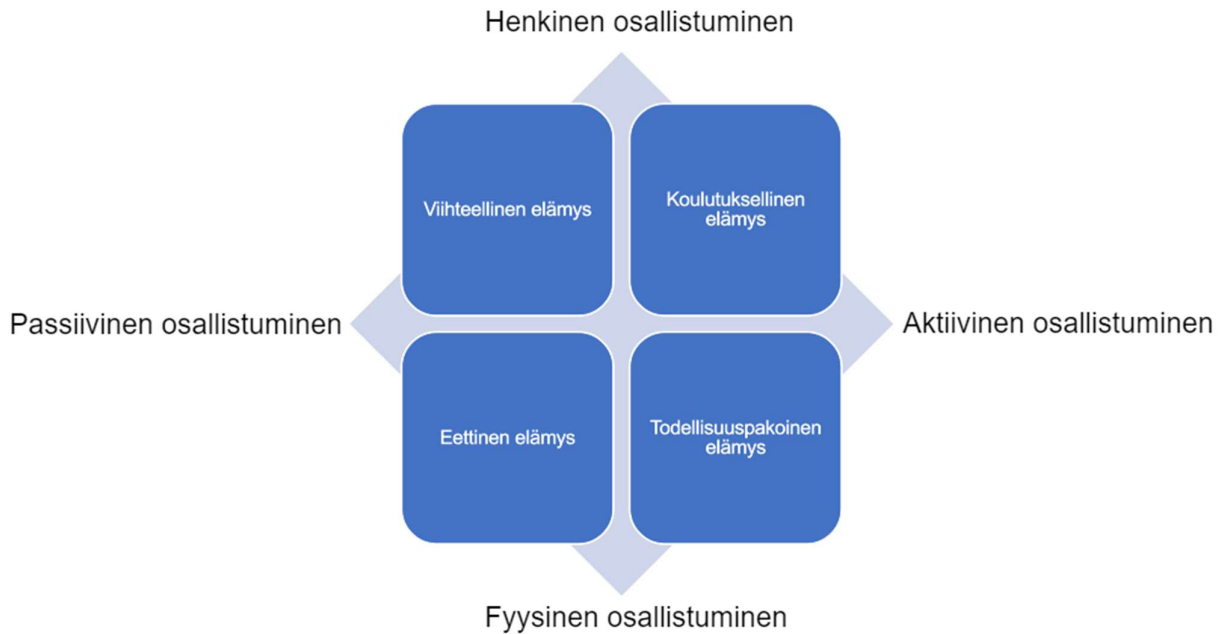 Henkinen osallistuminen
Viihteellinen elämys
Koulutuksellinen
elämys
Passiivinen osallistuminen
Aktiivinen osallistuminen
Eettinen elämys
Todellisuuspakoinen
elämys
Fyysinen osallistuminen